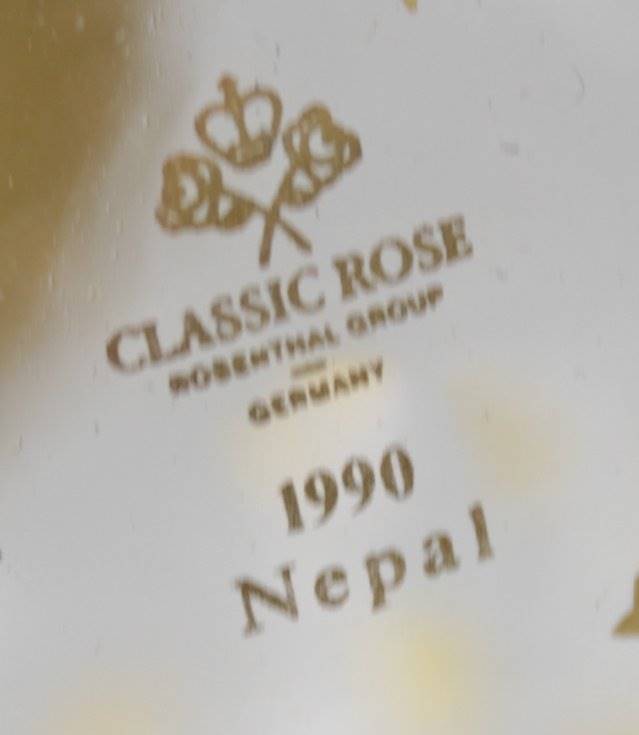 CLASSIC ROSE
ROSENTHAL GROUP
GERMANY
1990
Nepal